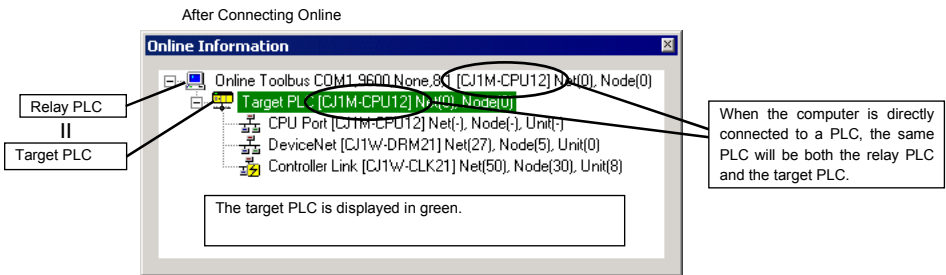 After Connecting Online
Online Information
Online Toolbus COM1,9600 None,8,1 [CJ1M-CPU12] Net(0), Node(0)
Target PLC [CJ1M-CPU12] Net(0), Node(0)
CPU Port [CJ1M-CPU12] Net(-), Node(-), Unit(-)
DeviceNet [CJ1W-DRM21] Net(27), Node(5), Unit(0)
Controller Link [CJ1W-CLK21] Net(50), Node(30), Unit(8)
The target PLC is displayed in green.
Relay PLC
=
Target PLC
When the computer is directly
connected to a PLC, the same
PLC will be both the relay PLC
and the target PLC.